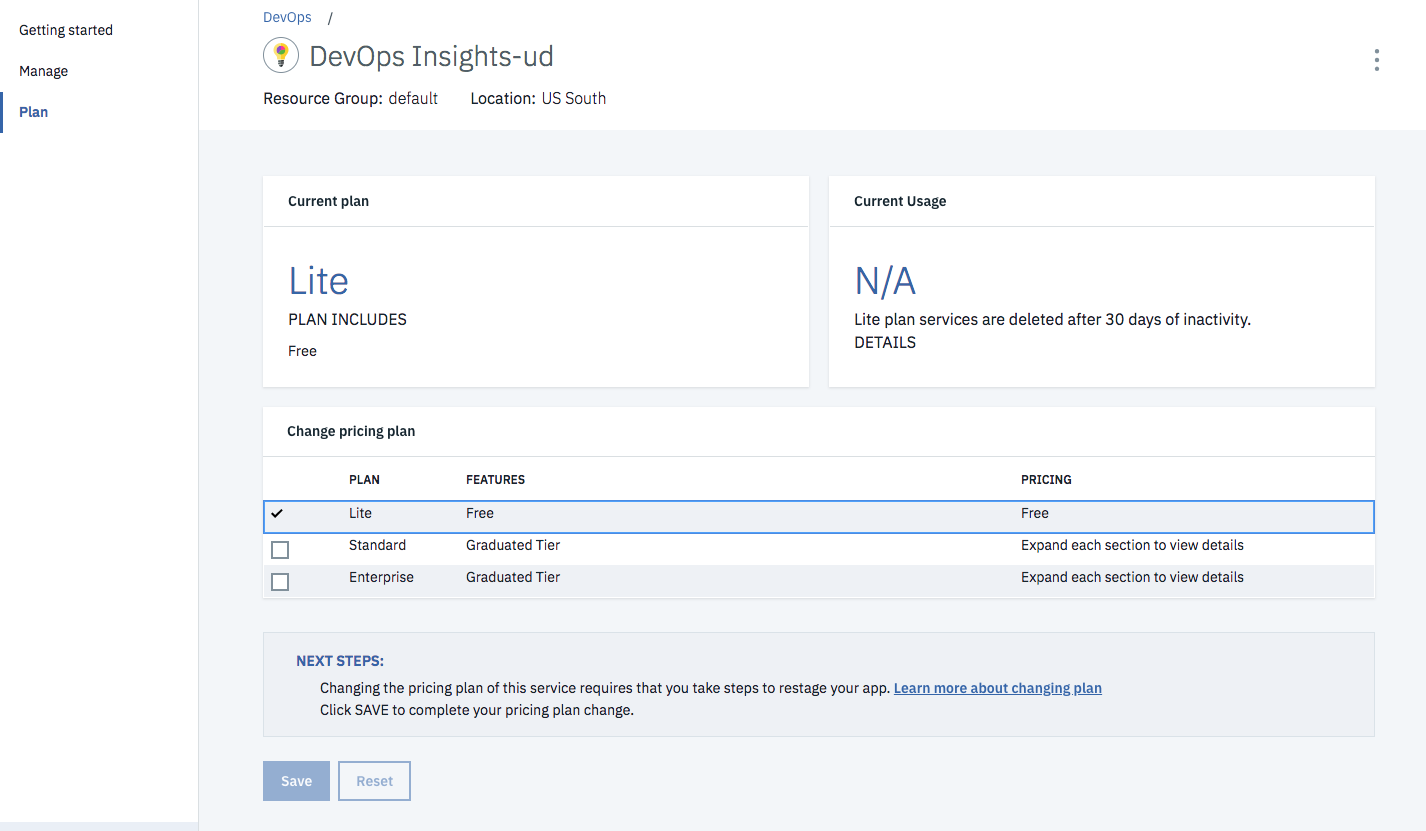 Getting started
Manage
Plan
DevOps /
DevOps Insights-ud
Resource Group: default Location: US South
Current plan
Lite
PLAN INCLUDES
Free
Current Usage
N/A
Lite plan services are deleted after 30 days of inactivity.
DETAILS
Change pricing plan
PLAN FEATURES PRICING
Lite Free Free
Standard Graduated Tier Expand each section to view details
Enterprise Graduated Tier Expand each section to view details
NEXT STEPS:
Changing the pricing plan of this service requires that you take steps to restage your app. Learn more about changing plan
Click SAVE to complete your pricing plan change.
Save Reset